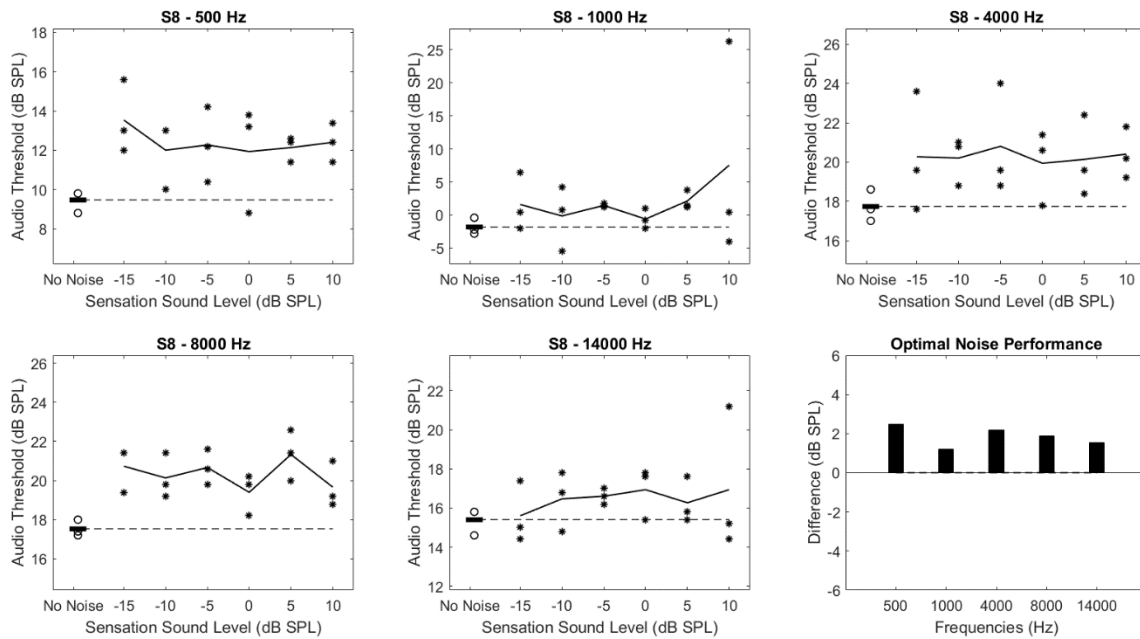 S8 - 500 Hz
Audio Threshold (dB SPL)
18
16
14
12
10
8
No Noise -15 -10 -5 0 5 10
Sensation Sound Level (dB SPL)
S8 - 1000 Hz
Audio Threshold (dB SPL)
25
20
15
10
5
0
-5
No Noise -15 -10 -5 0 5 10
Sensation Sound Level (dB SPL)
S8 - 4000 Hz
Audio Threshold (dB SPL)
26
24
22
20
18
16
No Noise -15 -10 -5 0 5 10
Sensation Sound Level (dB SPL)
S8 - 8000 Hz
Audio Threshold (dB SPL)
26
24
22
20
18
16
No Noise -15 -10 -5 0 5 10
Sensation Sound Level (dB SPL)
S8 - 14000 Hz
Audio Threshold (dB SPL)
22
20
18
16
14
12
No Noise -15 -10 -5 0 5 10
Sensation Sound Level (dB SPL)
Optimal Noise Performance
Difference (dB SPL)
6
4
2
0
-2
-4
-6
500 1000 4000 8000 14000
Frequencies (Hz)